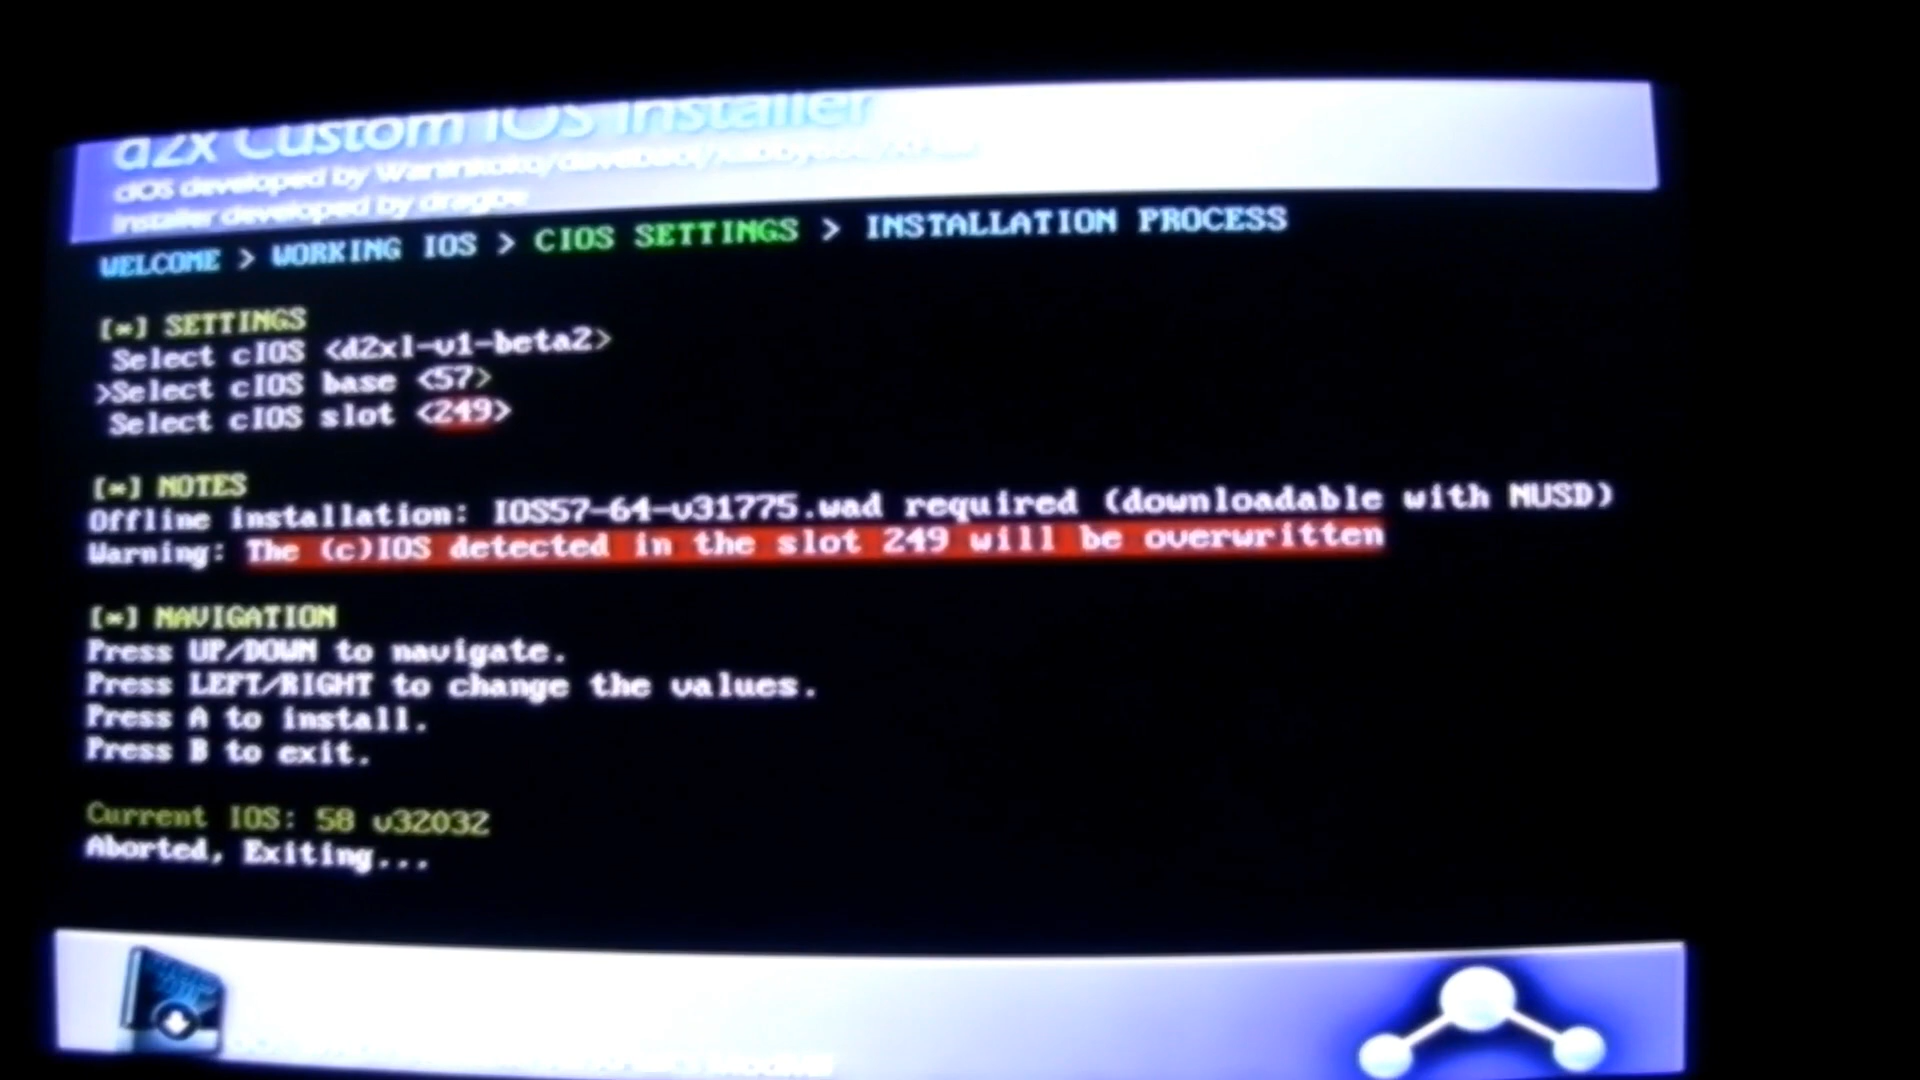 d2x Custom IOS Installer
cIOS developed by Waninkoko/davebaol/
Installer developed by dragbe
WELCOME > WORKING IOS > CIOS SETTINGS > INSTALLATION PROCESS
[*] SETTINGS
Select cIOS <d2xl-v1-beta2>
>Select cIOS base <57>
Select cIOS slot <249>
[*] NOTES
Offline installation: IOS57-64-v31775.wad required (downloadable with NUSD)
Warning: The (c)IOS detected in the slot 249 will be overwritten
[*] NAVIGATION
Press UP/DOWN to navigate.
Press LEFT/RIGHT to change the values.
Press A to install.
Press B to exit.
Current IOS: 58 v32032
Aborted, Exiting...